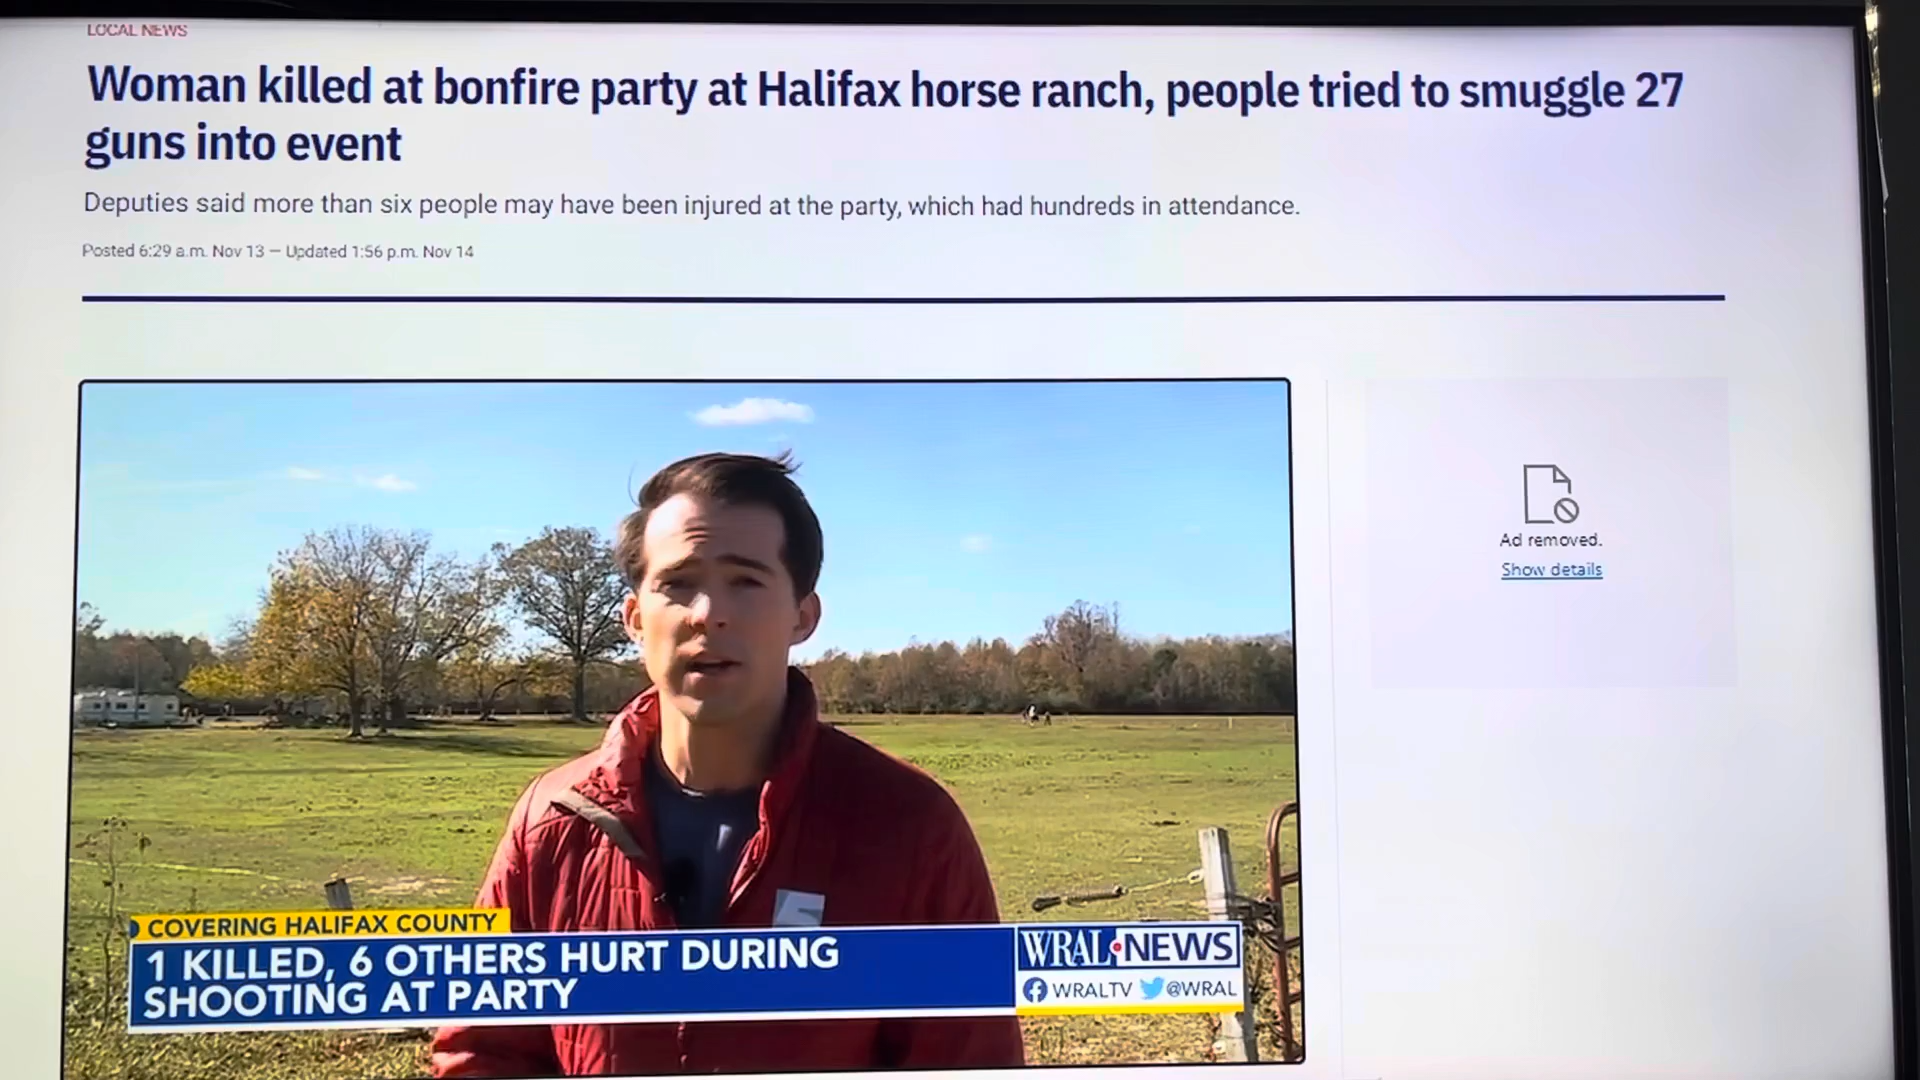 LOCAL NEWS
Woman killed at bonfire party at Halifax horse ranch, people tried to smuggle 27
guns into event
Deputies said more than six people may have been injured at the party, which had hundreds in attendance.
Posted 6:29 a.m. Nov 13 — Updated 1:56 p.m. Nov 14
Ad removed.
Show details
COVERING HALIFAX COUNTY
1 KILLED, 6 OTHERS HURT DURING
SHOOTING AT PARTY
WRAL NEWS
WRALTV @WRAL